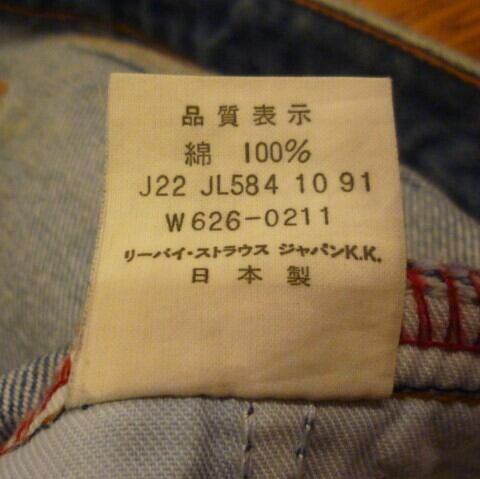 品質表示
綿 100%
J22 JL584 10 91
W626-0211
リーバイ・ストラウス ジャパンK.K.
日本製